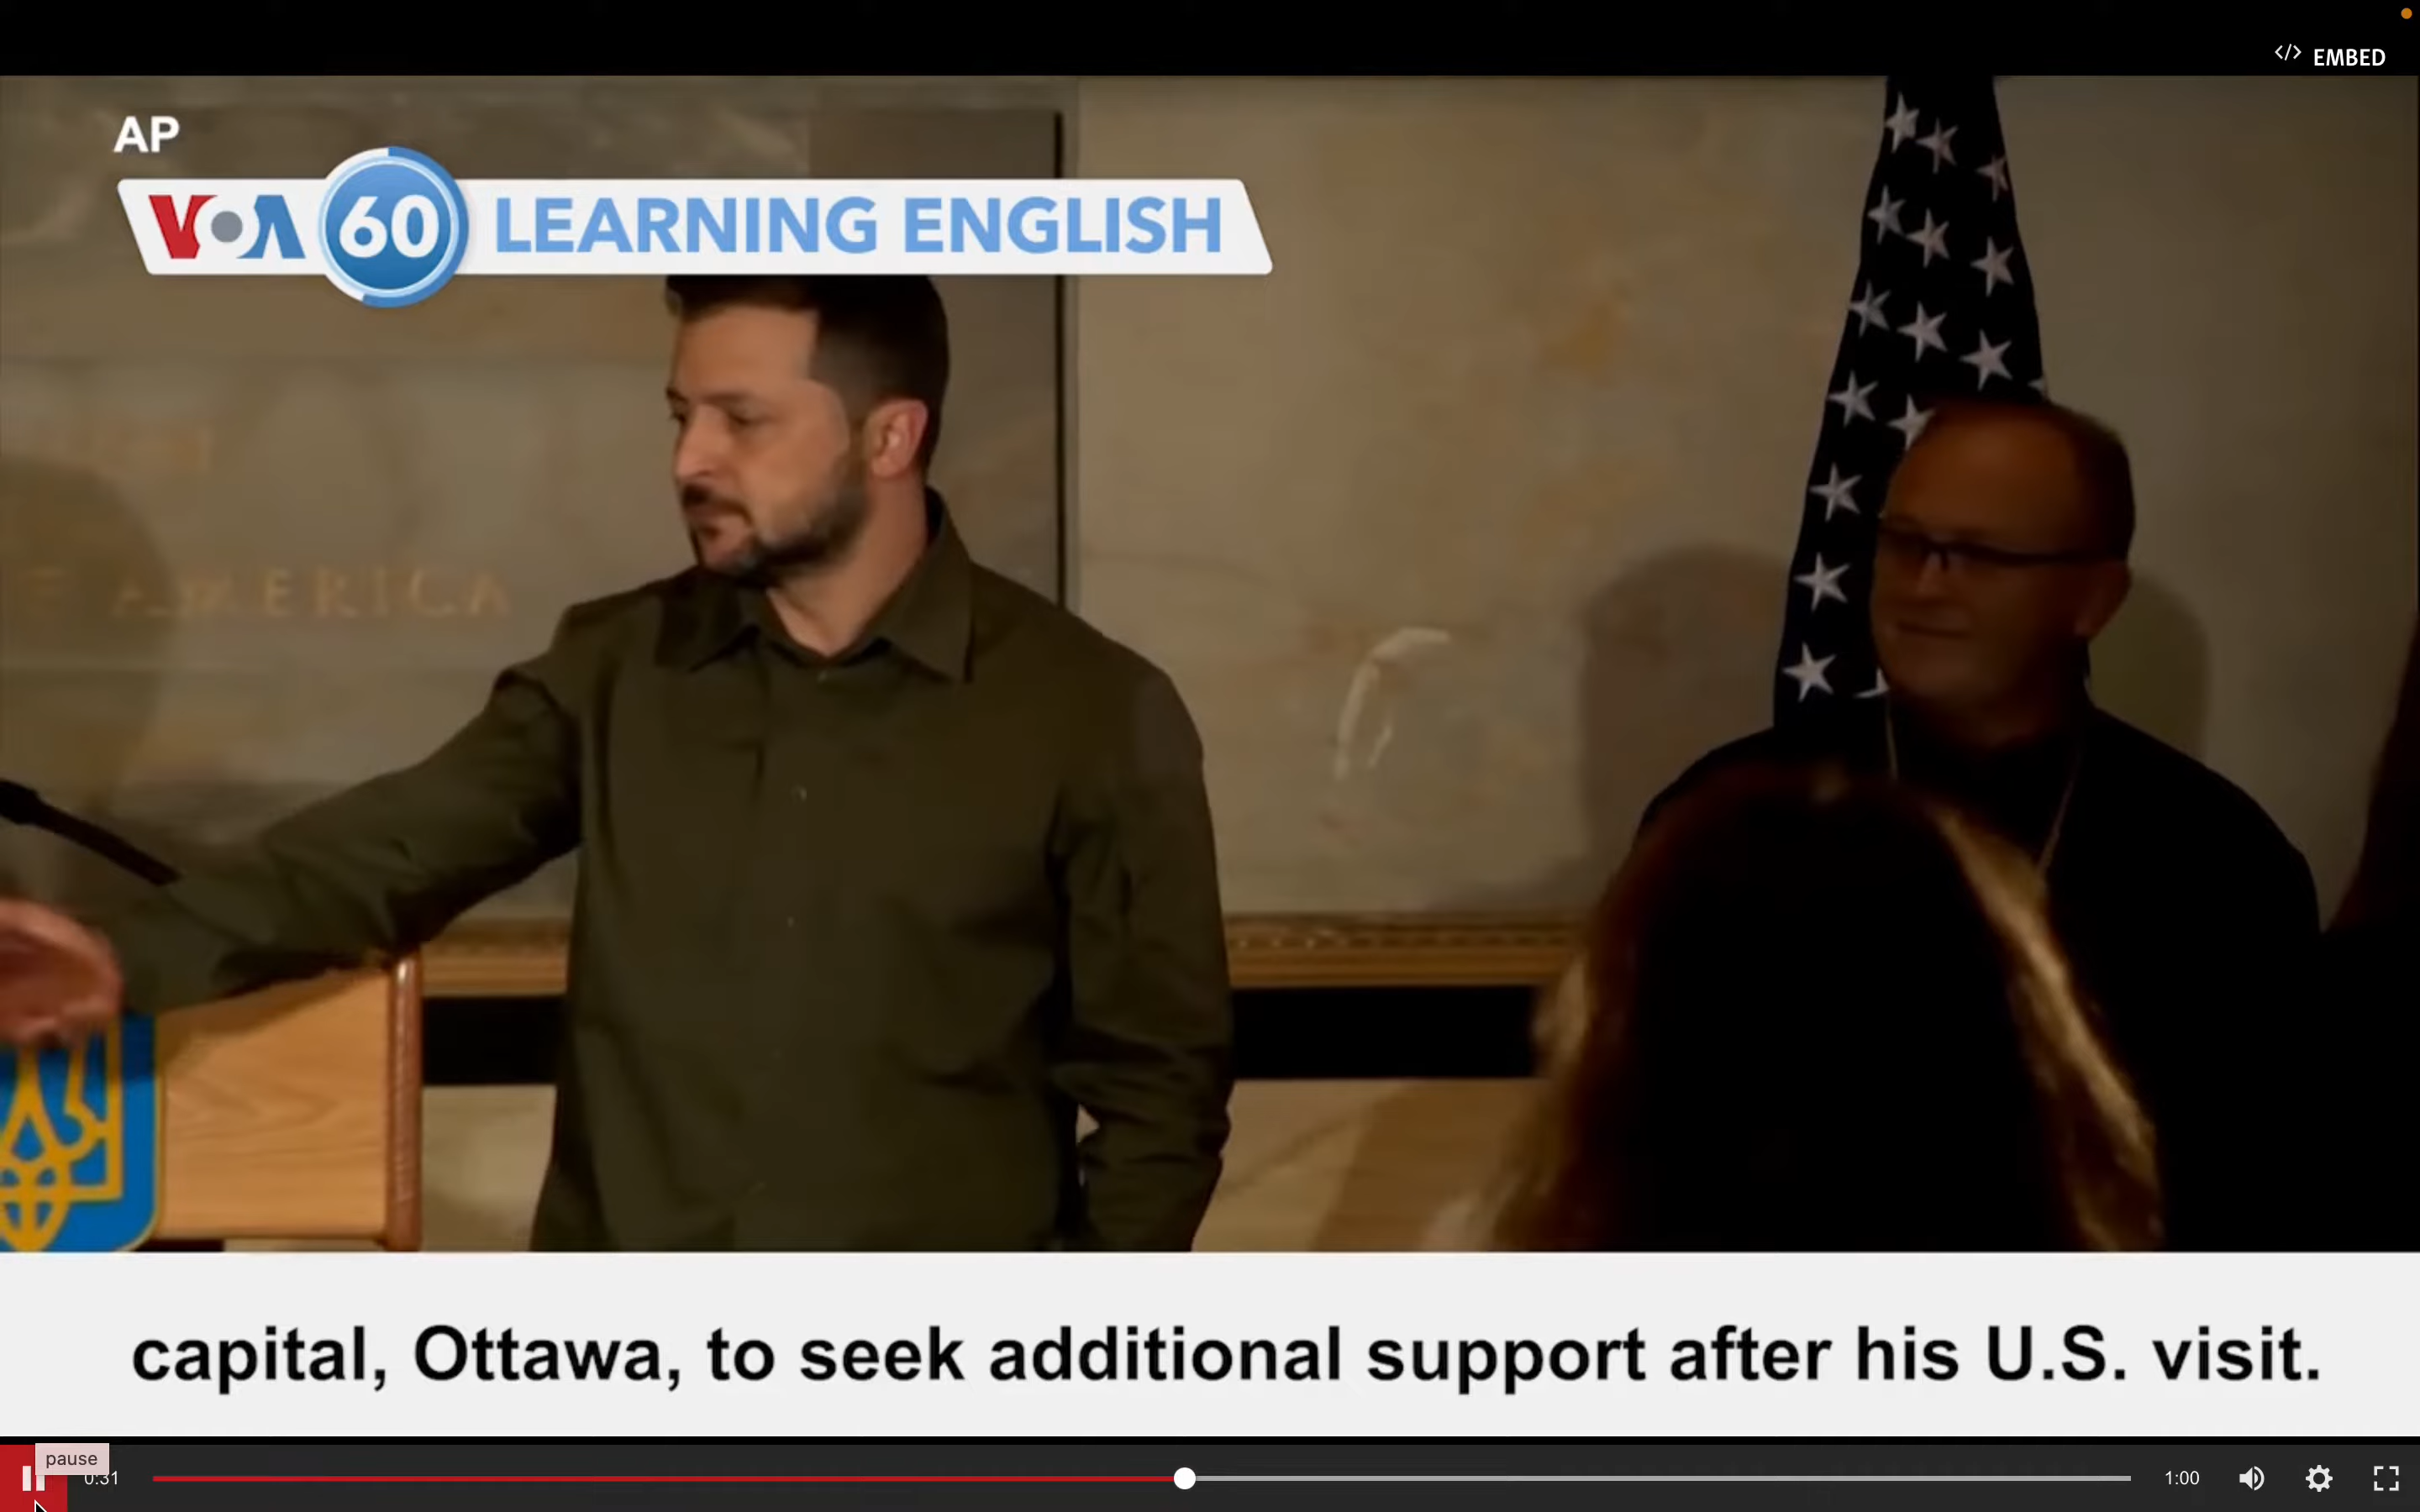 EMBED
AP
VOA 60 LEARNING ENGLISH
AMERICA
capital, Ottawa, to seek additional support after his U.S. visit.
pause
0:31
1:00